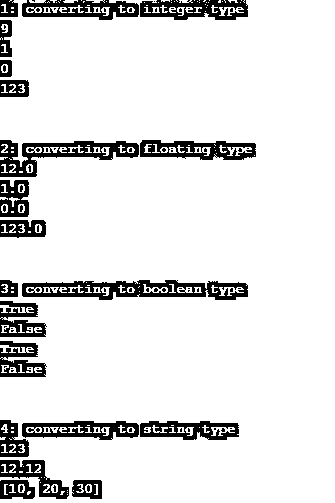 1: converting to integer type
9
1
0
123
2: converting to floating type
12.0
1.0
0.0
123.0
3: converting to boolean type
True
False
True
False
4: converting to string type
123
12.12
[10, 20, 30]